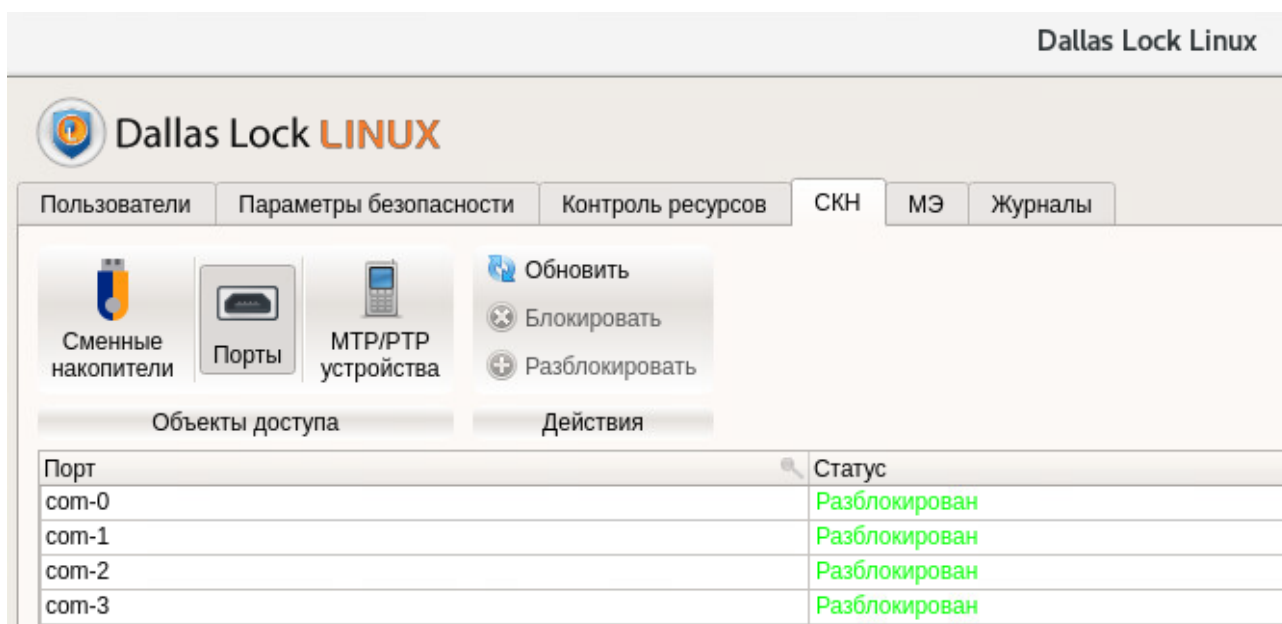 Dallas Lock Linux
Dallas Lock LINUX
Пользователи Параметры безопасности Контроль ресурсов СКН МЭ Журналы
Сменные накопители
Порты
MTP/PTP устройства
Обновить
Блокировать
Разблокировать
Объекты доступа Действия
Порт Статус
com-0 Разблокирован
com-1 Разблокирован
com-2 Разблокирован
com-3 Разблокирован